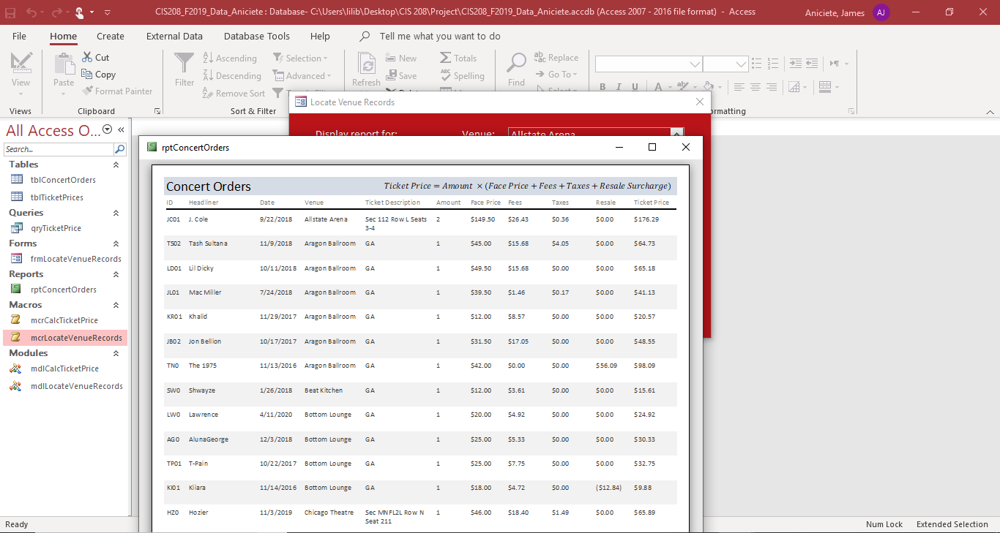 CIS208_F2019_Data_Aniciete : Database- C:\Users\lilib\Desktop\CIS 208\Project\CIS208_F2019_Data_Aniciete.accdb (Access 2007 - 2016 file format) - Access Aniciete, James AJ
File Home Create External Data Database Tools Help Tell me what you want to do
View
Views
Paste
Cut
Copy
Format Painter
Clipboard
Filter
Ascending
Descending
Remove Sort
Selection
Advanced
Sort & Filter
Refresh
New
Save
Totals
Spelling
Find
Replace
Go To
Select
B I U A
All Access O...
Search...
Tables
tblConcertOrders
tblTicketPrices
Queries
qryTicketPrice
Forms
frmLocateVenueRecords
Reports
rptConcertOrders
Macros
mcrCalcTicketPrice
mcrLocateVenueRecords
Modules
mdlCalcTicketPrice
mdlLocateVenueRecords
Locate Venue Records
Display report for: Venue: Allstate Arena
rptConcertOrders
Concert Orders Ticket Price = Amount × (Face Price + Fees + Taxes + Resale Surcharge)
ID Headliner Date Venue Ticket Description Amount Face Price Fees Taxes Resale Ticket Price
JC01 J. Cole 9/22/2018 Allstate Arena Sec 112 Row L Seats 3-4 2 $149.50 $26.43 $0.36 $0.00 $176.29
TS02 Tash Sultana 11/9/2018 Aragon Ballroom GA 1 $45.00 $15.68 $4.05 $0.00 $64.73
LD01 Lil Dicky 10/11/2018 Aragon Ballroom GA 1 $49.50 $15.68 $0.00 $0.00 $65.18
JL01 Mac Miller 7/24/2018 Aragon Ballroom GA 1 $39.50 $1.46 $0.17 $0.00 $41.13
KR01 Khalid 11/29/2017 Aragon Ballroom GA 1 $12.00 $8.57 $0.00 $0.00 $20.57
JB02 Jon Bellion 10/17/2017 Aragon Ballroom GA 1 $31.50 $17.05 $0.00 $0.00 $48.55
TN0 The 1975 11/13/2016 Aragon Ballroom GA 1 $42.00 $0.00 $0.00 $56.09 $98.09
SW0 Shwayze 1/26/2018 Beat Kitchen GA 1 $12.00 $3.61 $0.00 $0.00 $15.61
LW0 Lawrence 4/11/2020 Bottom Lounge GA 1 $20.00 $4.92 $0.00 $0.00 $24.92
AG0 AlunaGeorge 12/3/2018 Bottom Lounge GA 1 $25.00 $5.33 $0.00 $0.00 $30.33
TP01 T-Pain 10/22/2017 Bottom Lounge GA 1 $25.00 $7.75 $0.00 $0.00 $32.75
KI01 Kiiara 11/14/2016 Bottom Lounge GA 1 $18.00 $4.72 $0.00 ($12.84) $9.88
HZ0 Hozier 11/3/2019 Chicago Theatre Sec MNFL2L Row N Seat 211 1 $46.00 $18.40 $1.49 $0.00 $65.89
Ready Num Lock Extended Selection